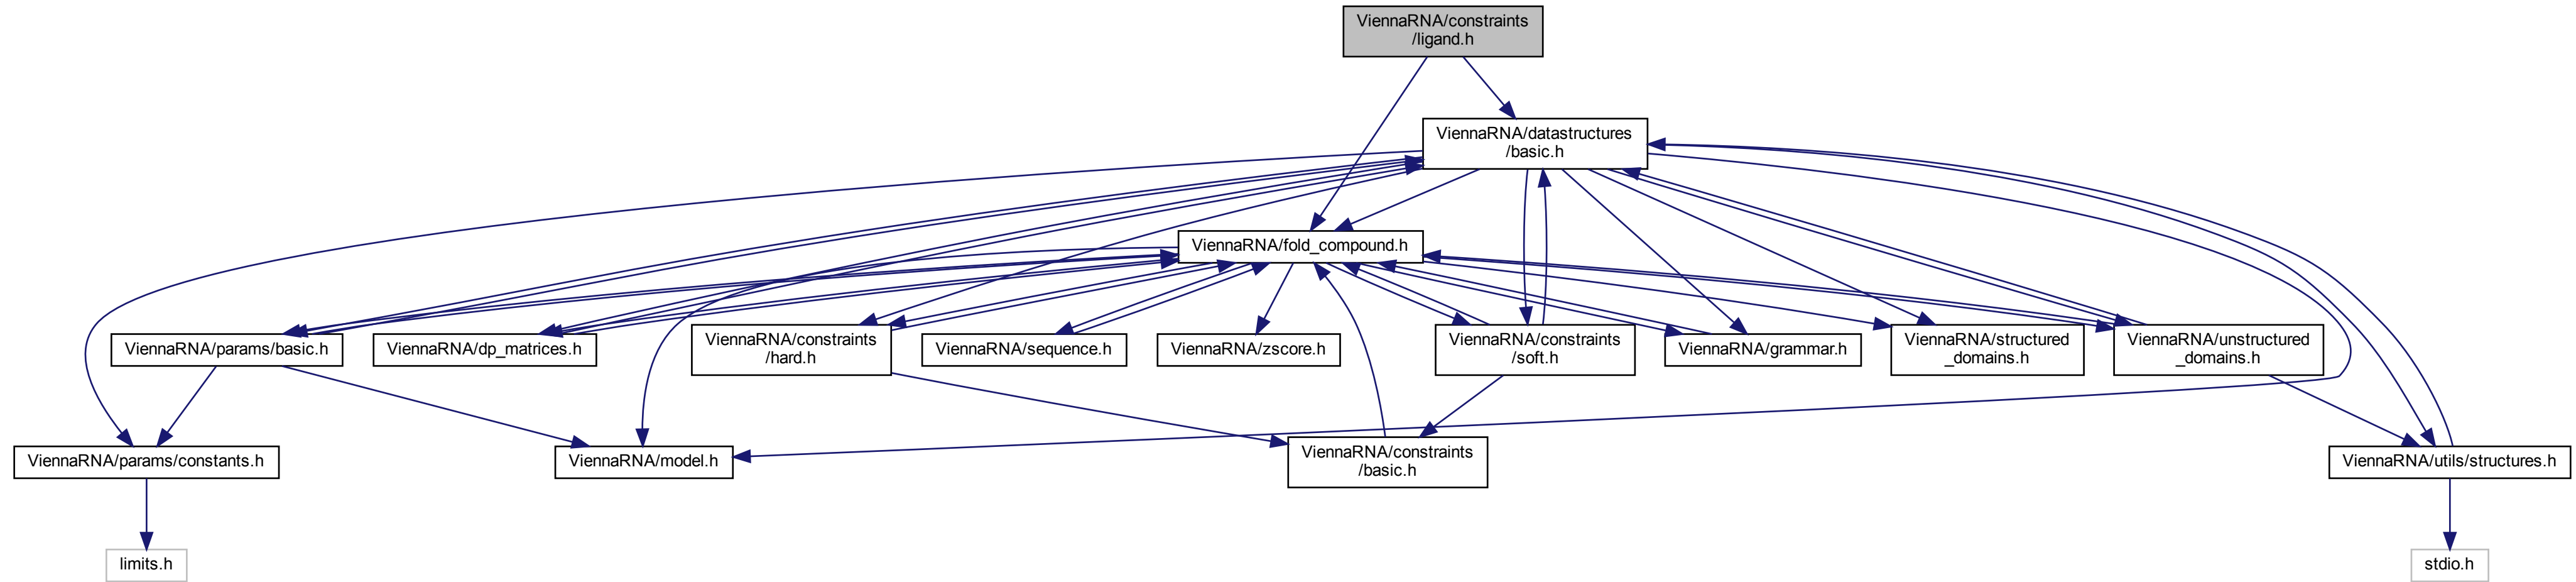 ViennaRNA/constraints
/ligand.h
ViennaRNA/datastructures
/basic.h
ViennaRNA/fold_compound.h
ViennaRNA/params/basic.h
ViennaRNA/dp_matrices.h
ViennaRNA/constraints
/hard.h
ViennaRNA/sequence.h
ViennaRNA/zscore.h
ViennaRNA/constraints
/soft.h
ViennaRNA/grammar.h
ViennaRNA/structured
_domains.h
ViennaRNA/unstructured
_domains.h
ViennaRNA/params/constants.h
ViennaRNA/model.h
ViennaRNA/constraints
/basic.h
ViennaRNA/utils/structures.h
limits.h
stdio.h